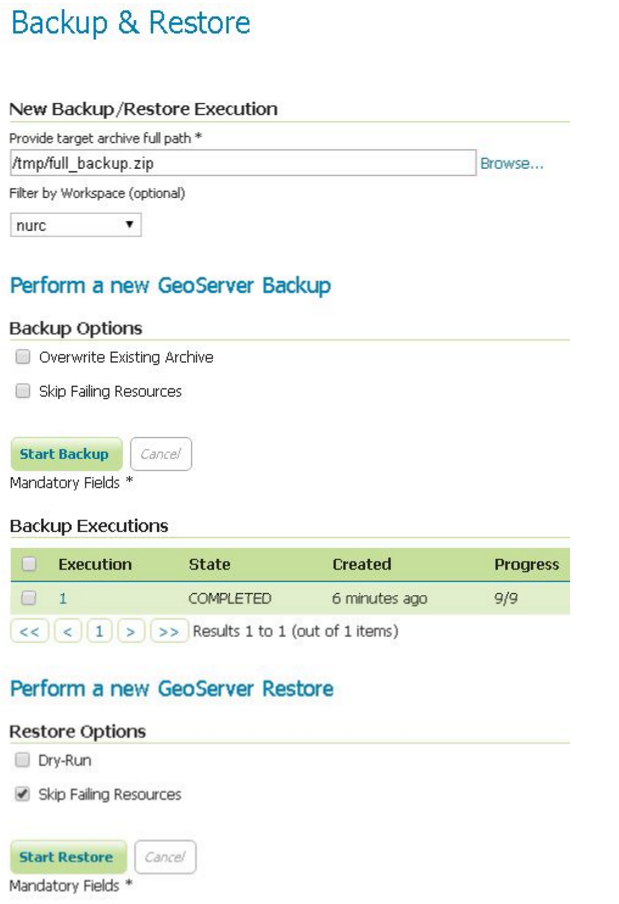 Backup & Restore
New Backup/Restore Execution
Provide target archive full path *
/tmp/full_backup.zip Browse...
Filter by Workspace (optional)
nurc
Perform a new GeoServer Backup
Backup Options
Overwrite Existing Archive
Skip Failing Resources
Start Backup Cancel
Mandatory Fields *
Backup Executions
Execution State Created Progress
1 COMPLETED 6 minutes ago 9/9
<< < 1 > >> Results 1 to 1 (out of 1 items)
Perform a new GeoServer Restore
Restore Options
Dry-Run
Skip Failing Resources
Start Restore Cancel
Mandatory Fields *